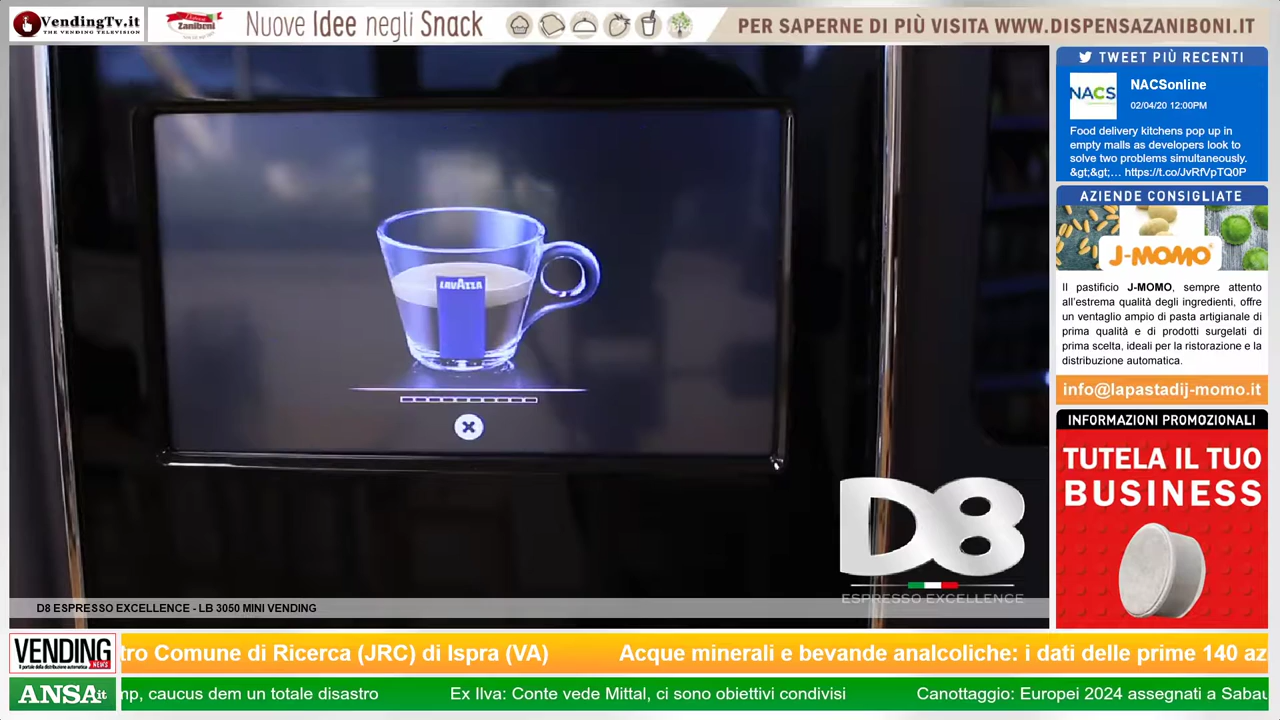 VendingTv.it
THE VENDING TELEVISION
Zaniboni
Nuove Idee negli Snack
PER SAPERNE DI PIÙ VISITA WWW.DISPENSAZANIBONI.IT
LAVAZZA
D8
ESPRESSO EXCELLENCE
D8 ESPRESSO EXCELLENCE - LB 3050 MINI VENDING
TWEET PIÙ RECENTI
NACS
NACSonline
02/04/20 12:00PM
Food delivery kitchens pop up in
empty malls as developers look to
solve two problems simultaneously.
&gt;&gt;… https://t.co/JvRfVpTQ0P
AZIENDE CONSIGLIATE
J-MOMO
Il pastificio J-MOMO, sempre attento
all'estrema qualità degli ingredienti, offre
un ventaglio ampio di pasta artigianale di
prima qualità e di prodotti surgelati di
prima scelta, ideali per la ristorazione e la
distribuzione automatica.
info@lapastadij-momo.it
INFORMAZIONI PROMOZIONALI
TUTELA IL TUO
BUSINESS
VENDING
NEWS
Il portale della distribuzione automatica
tro Comune di Ricerca (JRC) di Ispra (VA) Acque minerali e bevande analcoliche: i dati delle prime 140 azi
ANSA.it
mp, caucus dem un totale disastro Ex Ilva: Conte vede Mittal, ci sono obiettivi condivisi Canottaggio: Europei 2024 assegnati a Sabau